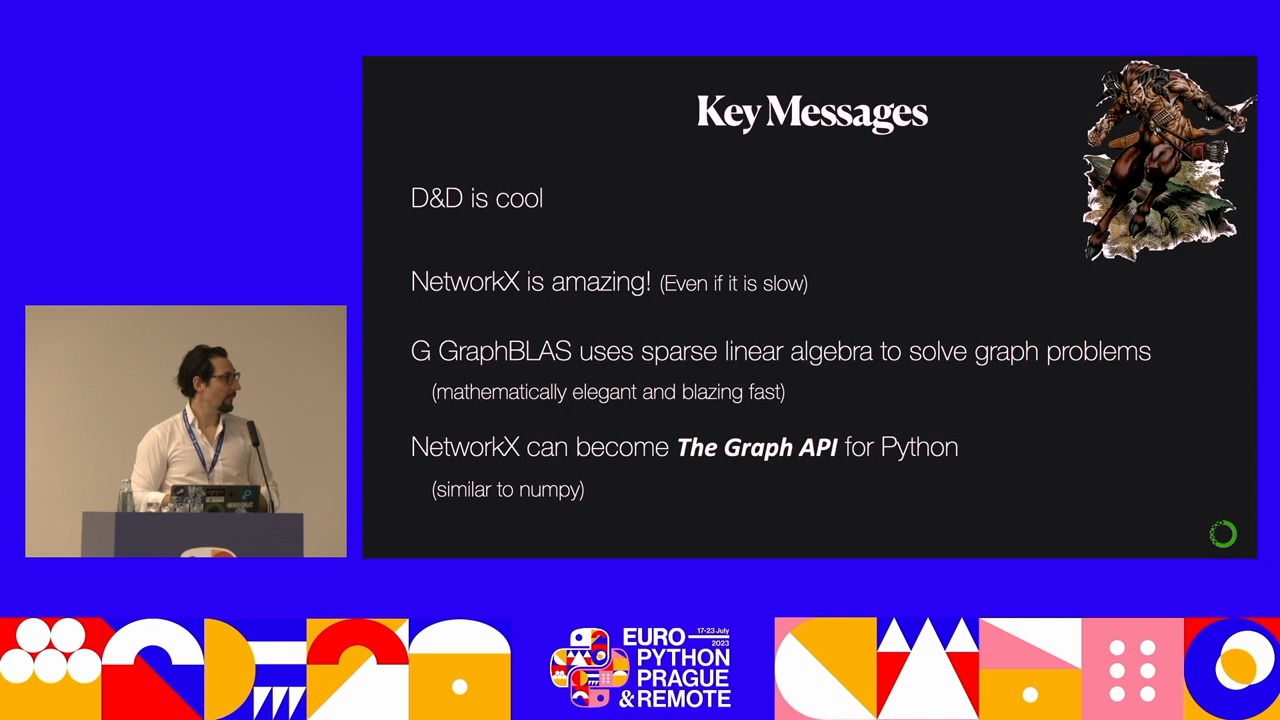 Key Messages
D&D is cool
NetworkX is amazing! (Even if it is slow)
G GraphBLAS uses sparse linear algebra to solve graph problems
(mathematically elegant and blazing fast)
NetworkX can become The Graph API for Python
(similar to numpy)
EURO 17-23 July
2023
PYTHON
PRAGUE
& REMOTE